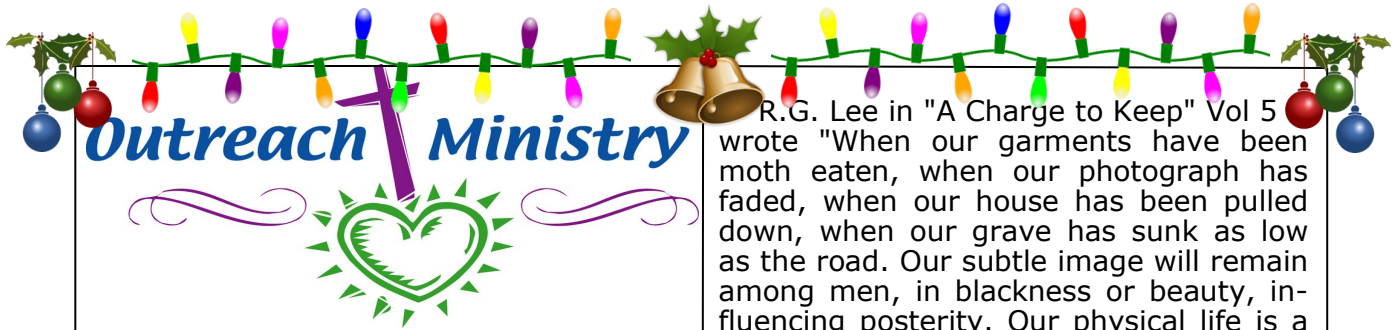 Outreach Ministry
R.G. Lee in "A Charge to Keep" Vol 5
wrote "When our garments have been
moth eaten, when our photograph has
faded, when our house has been pulled
down, when our grave has sunk as low
as the road. Our subtle image will remain
among men, in blackness or beauty, in-
fluencing posterity. Our physical life is a